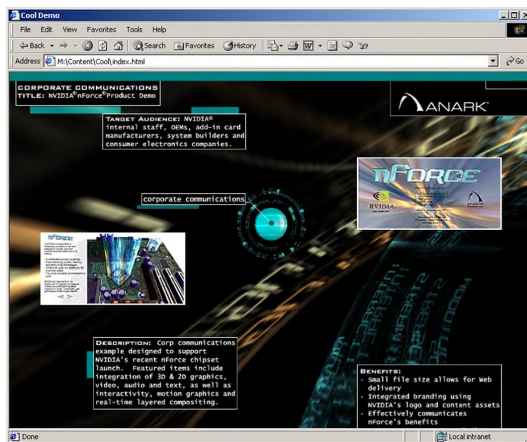 Cool Demo
File Edit View Favorites Tools Help
Back Search Favorites History
Address M:\Content\Cool\index.html Go
CORPORATE COMMUNICATIONS
TITLE: NVIDIA® nForce® Product Demo
ANARK®
TARGET AUDIENCE: NVIDIA®
internal staff, OEMs, add-in card
manufacturers, system builders and
consumer electronics companies.
nFORCE
NVIDIA
ANARK
corporate communications
nFORCE
DESCRIPTION: Corp communications
example designed to support
NVIDIA's recent nForce chipset
launch. Featured items include
integration of 3D & 2D graphics,
video, audio and text, as well as
interactivity, motion graphics and
real-time layered compositing.
BENEFITS:
- Small file size allows for Web
delivery
- Integrated branding using
NVIDIA's logo and content assets
- Effectively communicates
nForce's benefits
Done Local intranet